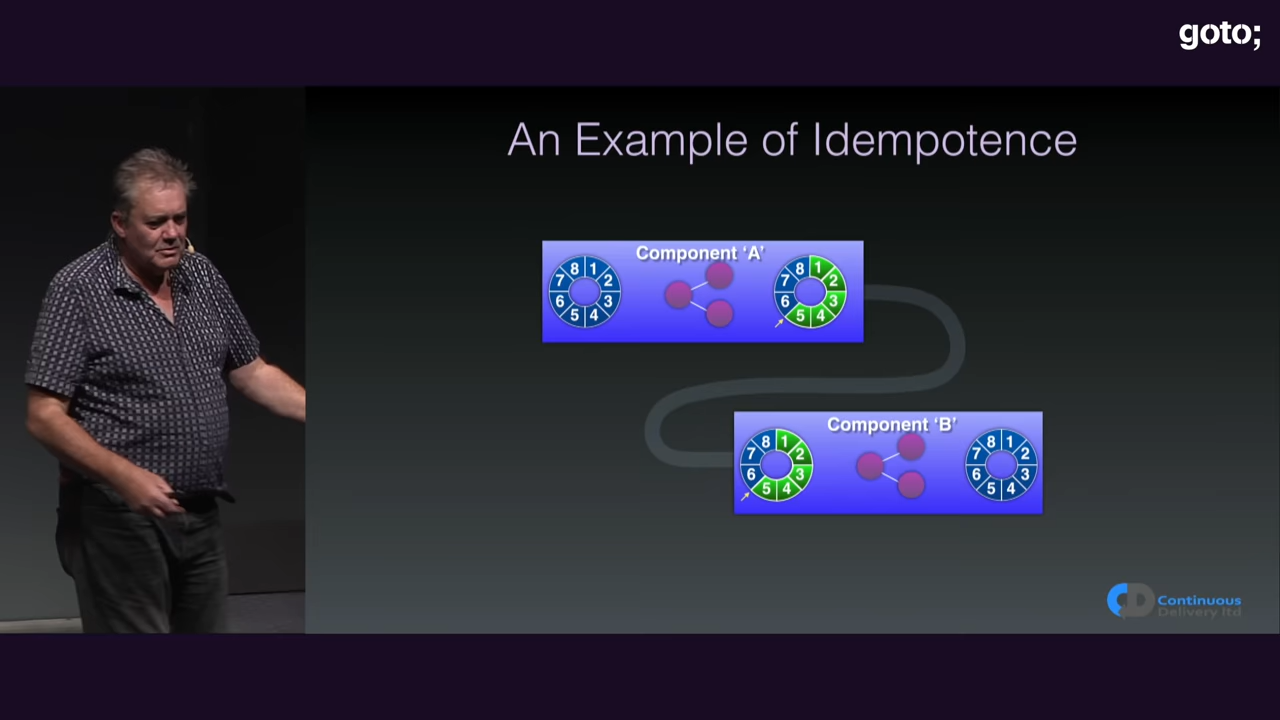 goto;
An Example of Idempotence
Component ‘A’
8 1
7 2
6 3
5 4
8 1
7 2
6 3
5 4
Component ‘B’
8 1
7 2
6 3
5 4
8 1
7 2
6 3
5 4
Continuous
Delivery ltd